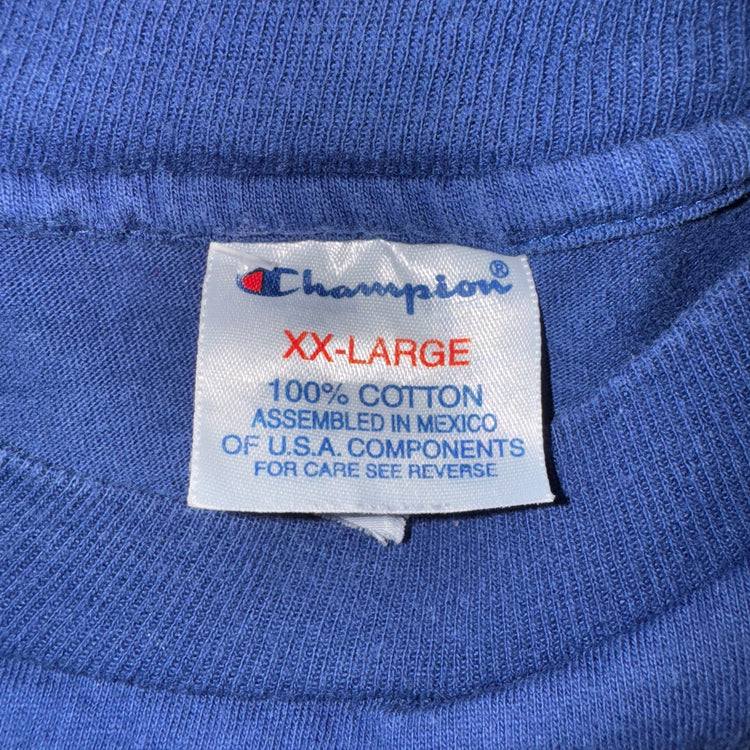 Champion®
XX-LARGE
100% COTTON
ASSEMBLED IN MEXICO
OF U.S.A. COMPONENTS
FOR CARE SEE REVERSE